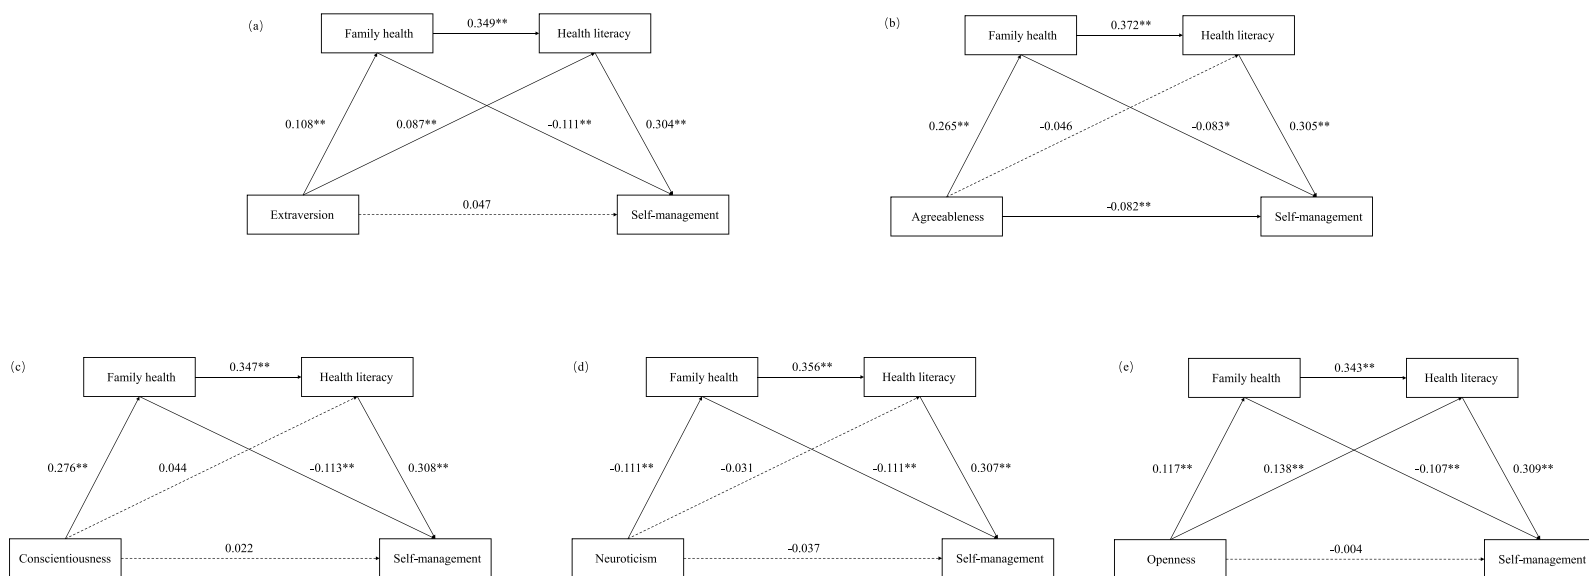 (a)
Family health
0.349**
Health literacy
0.108**
0.087**
-0.111**
0.304**
Extraversion
0.047
Self-management
(b)
Family health
0.372**
Health literacy
0.265**
-0.046
-0.083*
0.305**
Agreeableness
-0.082**
Self-management
(c)
Family health
0.347**
Health literacy
0.276**
0.044
-0.113**
0.308**
Conscientiousness
0.022
Self-management
(d)
Family health
0.356**
Health literacy
-0.111**
-0.031
-0.111**
0.307**
Neuroticism
-0.037
Self-management
(e)
Family health
0.343**
Health literacy
0.117**
0.138**
-0.107**
0.309**
Openness
-0.004
Self-management